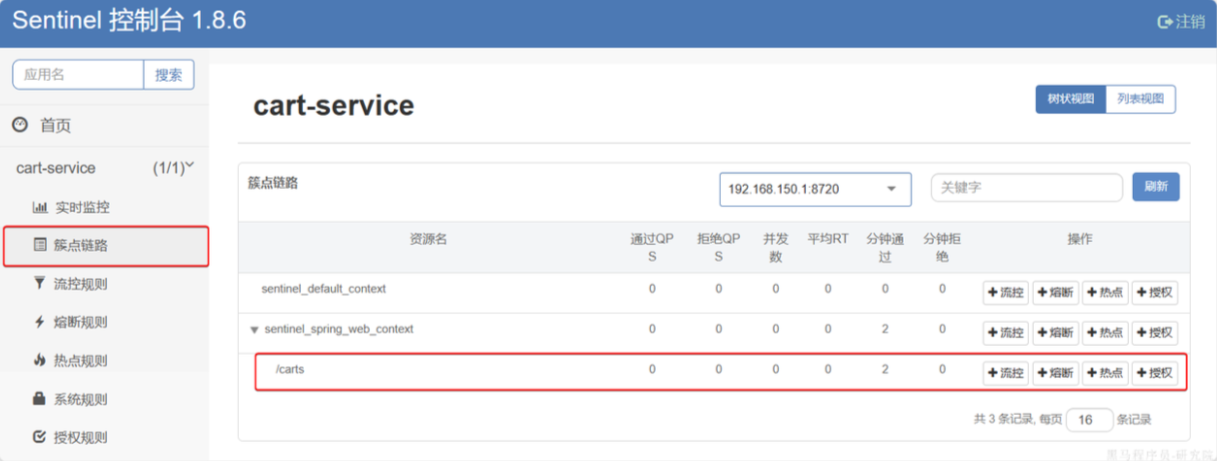 Sentinel 控制台 1.8.6
注销
应用名 搜索
首页
cart-service (1/1)
实时监控
簇点链路
流控规则
熔断规则
热点规则
系统规则
授权规则
cart-service
树状视图 列表视图
簇点链路
192.168.150.1:8720
关键字
刷新
资源名 通过QP 拒绝QP 并发 平均RT 分钟通 分钟拒 操作
S S 数 过 绝
sentinel_default_context 0 0 0 0 0 0 流控 熔断 热点 授权
sentinel_spring_web_context 0 0 0 0 2 0 流控 熔断 热点 授权
/carts 0 0 0 0 2 0 流控 熔断 热点 授权
共 3 条记录, 每页 16 条记录
黑马程序员-研究院